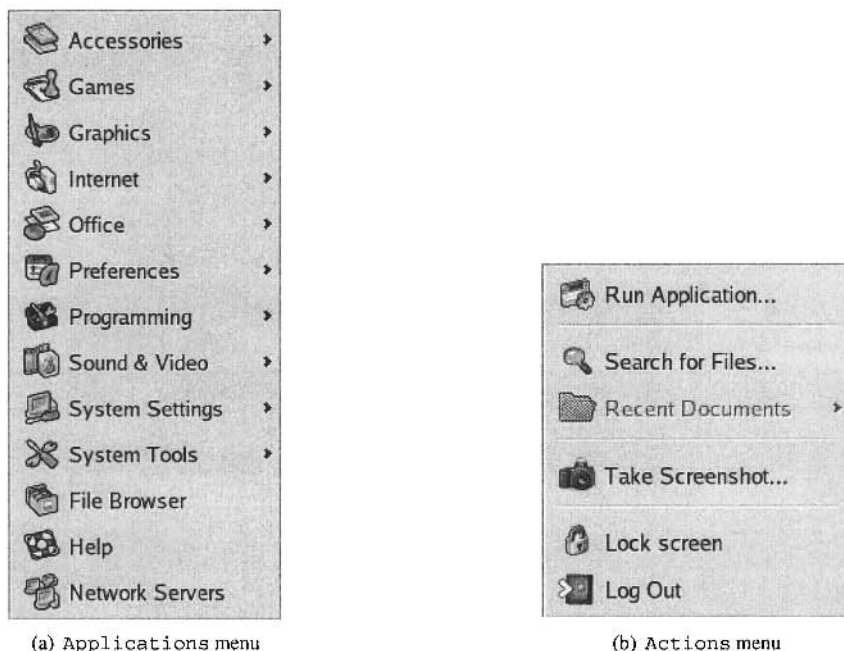 Accessories
Games
Graphics
Internet
Office
Preferences
Programming
Sound & Video
System Settings
System Tools
File Browser
Help
Network Servers
(a) Applications menu
Run Application...
Search for Files...
Recent Documents
Take Screenshot...
Lock screen
Log Out
(b) Actions menu